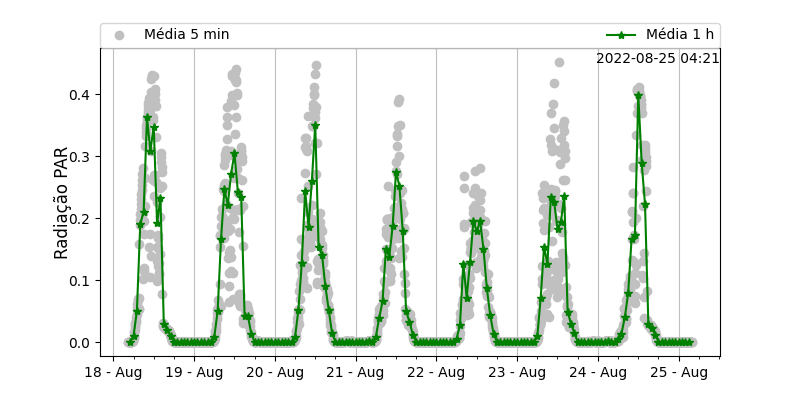 Média 5 min
Média 1 h
2022-08-25 04:21
Radiação PAR
0.4
0.3
0.2
0.1
0.0
18 - Aug
19 - Aug
20 - Aug
21 - Aug
22 - Aug
23 - Aug
24 - Aug
25 - Aug